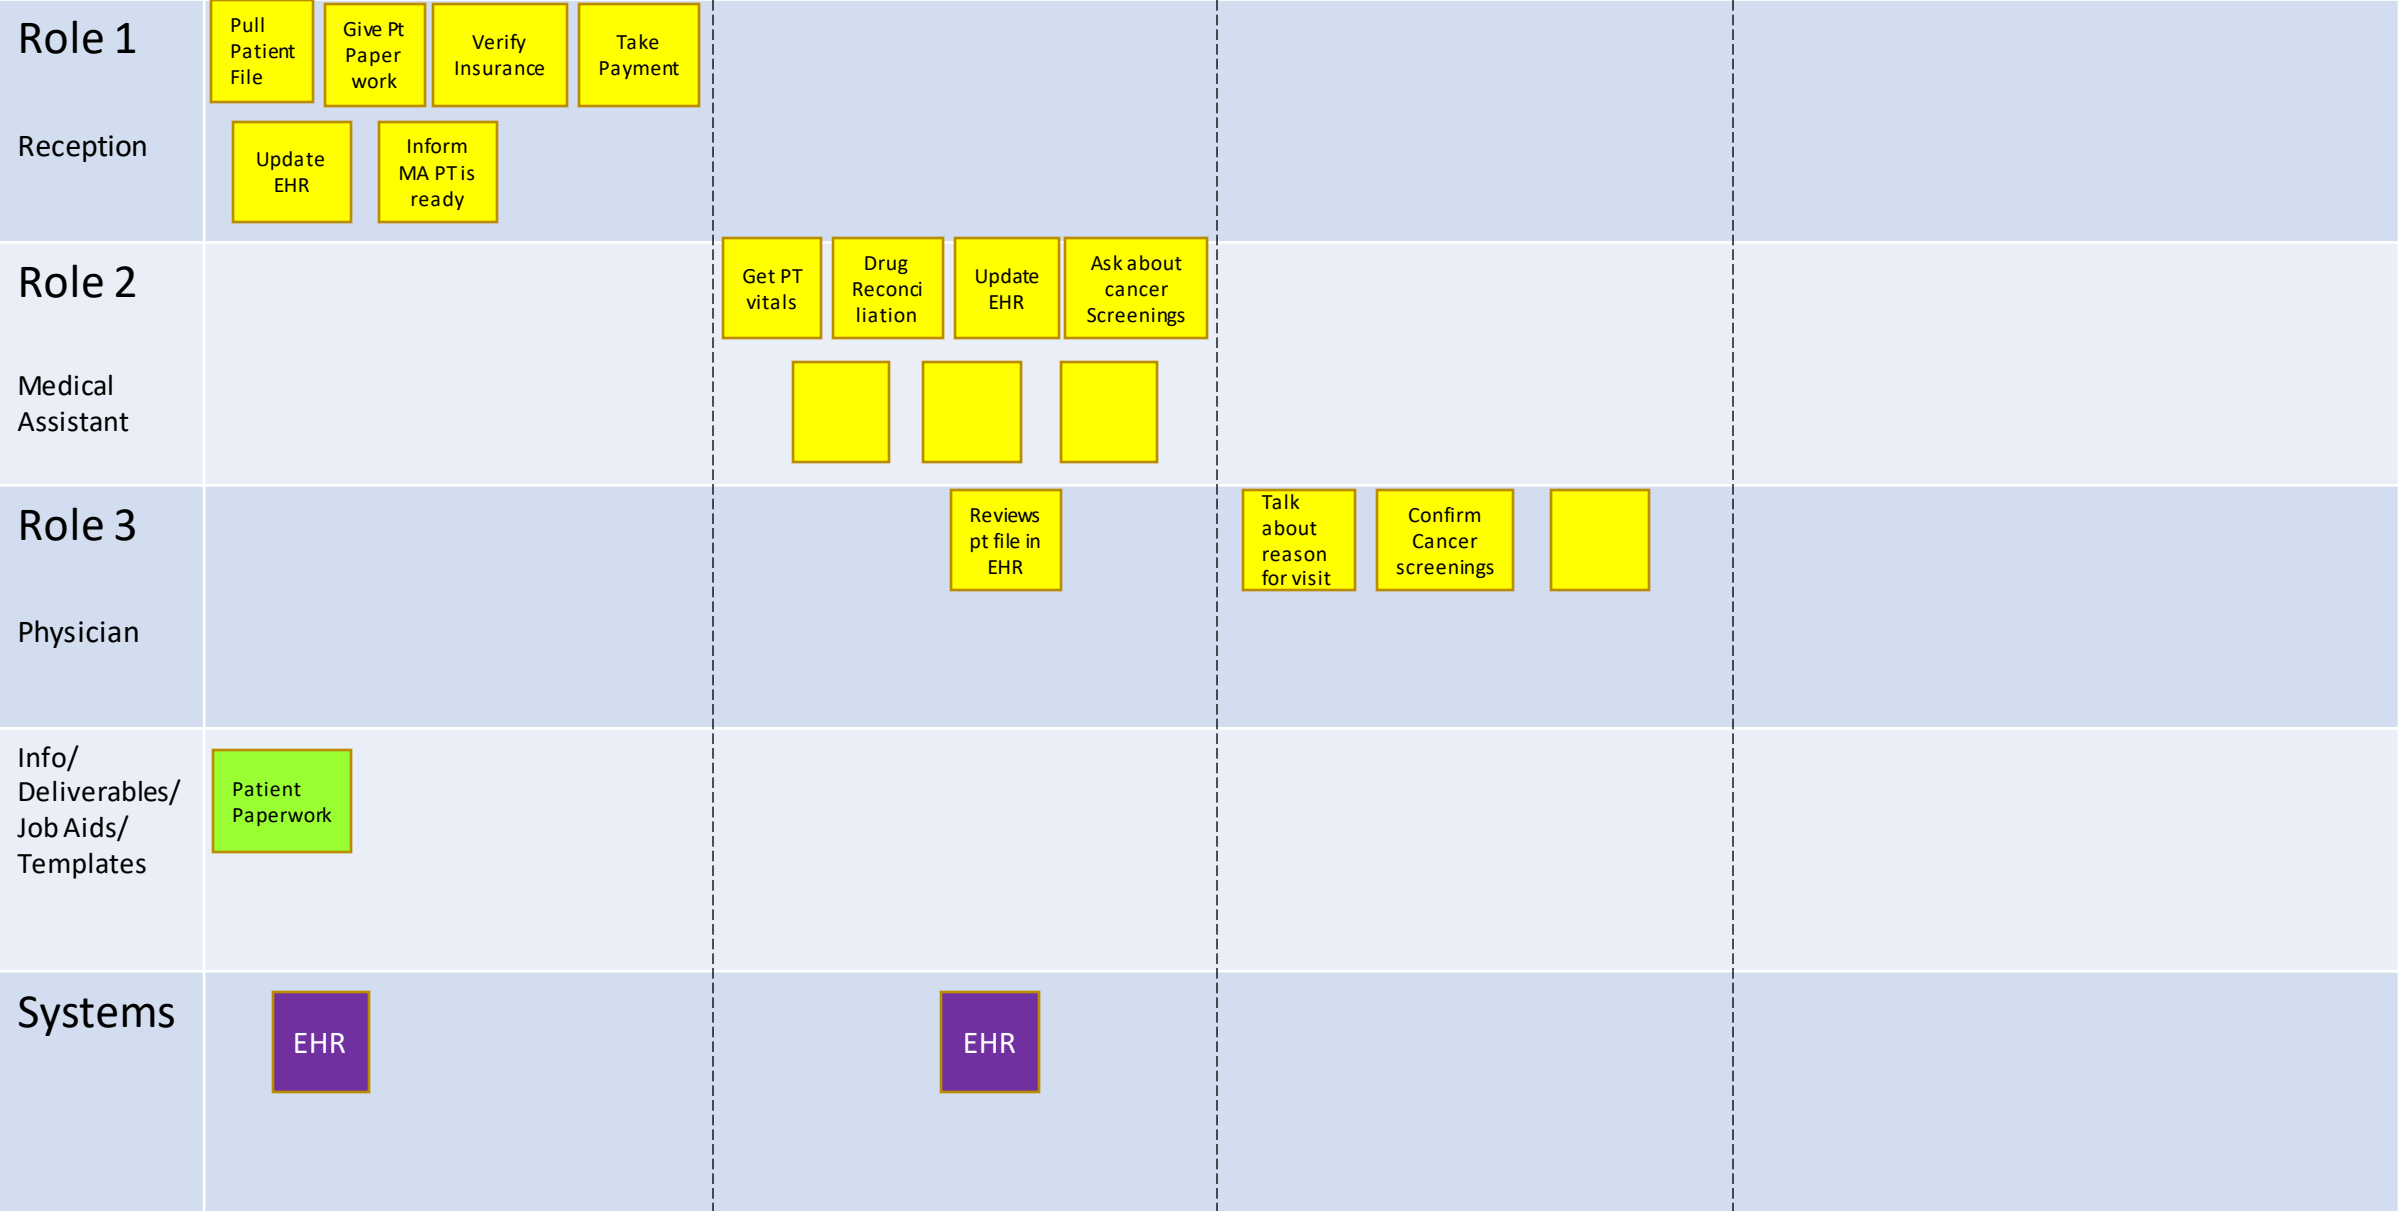 Role 1
Reception
Pull
Patient
File
Give Pt
Paper
work
Verify
Insurance
Take
Payment
Update
EHR
Inform
MA PT is
ready
Role 2
Medical
Assistant
Get PT
vitals
Drug
Reconci
liation
Update
EHR
Ask about
cancer
Screenings
Role 3
Physician
Reviews
pt file in
EHR
Talk
about
reason
for visit
Confirm
Cancer
screenings
Info/
Deliverables/
Job Aids/
Templates
Patient
Paperwork
Systems
EHR
EHR